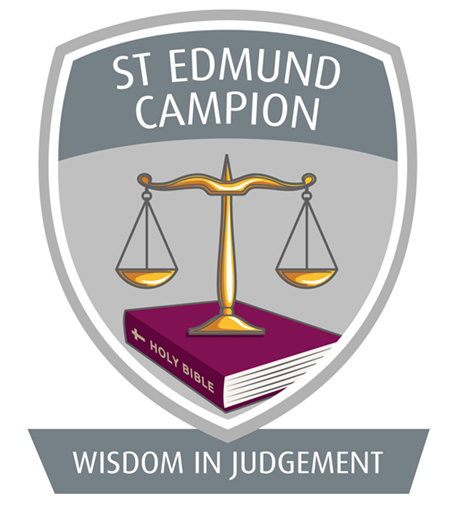 ST EDMUND
CAMPION
HOLY BIBLE
WISDOM IN JUDGEMENT